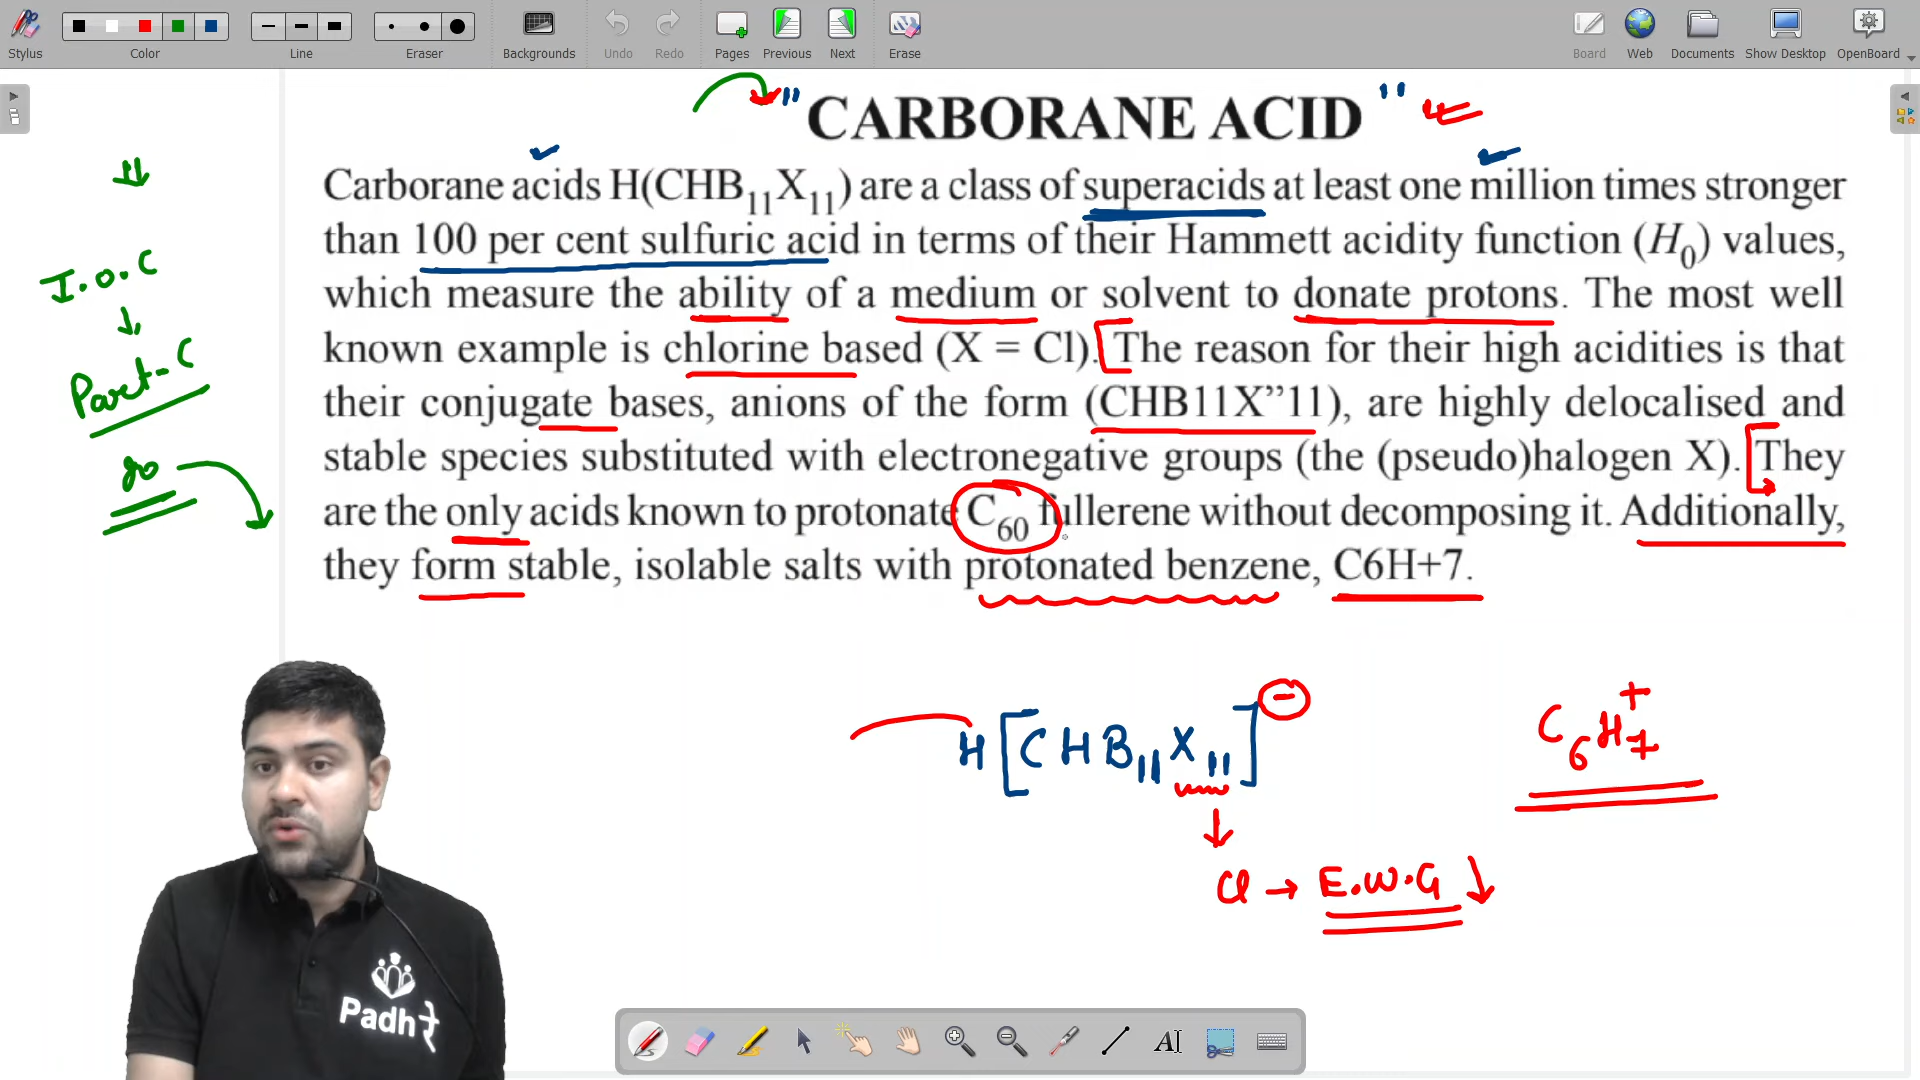 Stylus
Color
Line
Eraser
Backgrounds
Undo
Redo
Pages
Previous
Next
Erase
Board
Web
Documents
Show Desktop
OpenBoard
" "CARBORANE ACID" "
Carborane acids H(CHB11X11) are a class of superacids at least one million times stronger
than 100 per cent sulfuric acid in terms of their Hammett acidity function (H0) values,
which measure the ability of a medium or solvent to donate protons. The most well
known example is chlorine based (X = Cl). The reason for their high acidities is that
their conjugate bases, anions of the form (CHB11X”11), are highly delocalised and
stable species substituted with electronegative groups (the (pseudo)halogen X). They
are the only acids known to protonate C60 fullerene without decomposing it. Additionally,
they form stable, isolable salts with protonated benzene, C6H+7.
I.O.C
Part-C
H[CHB11X11]−
C6H7+
Cl → E.W.G ↓
Padhरे
AI